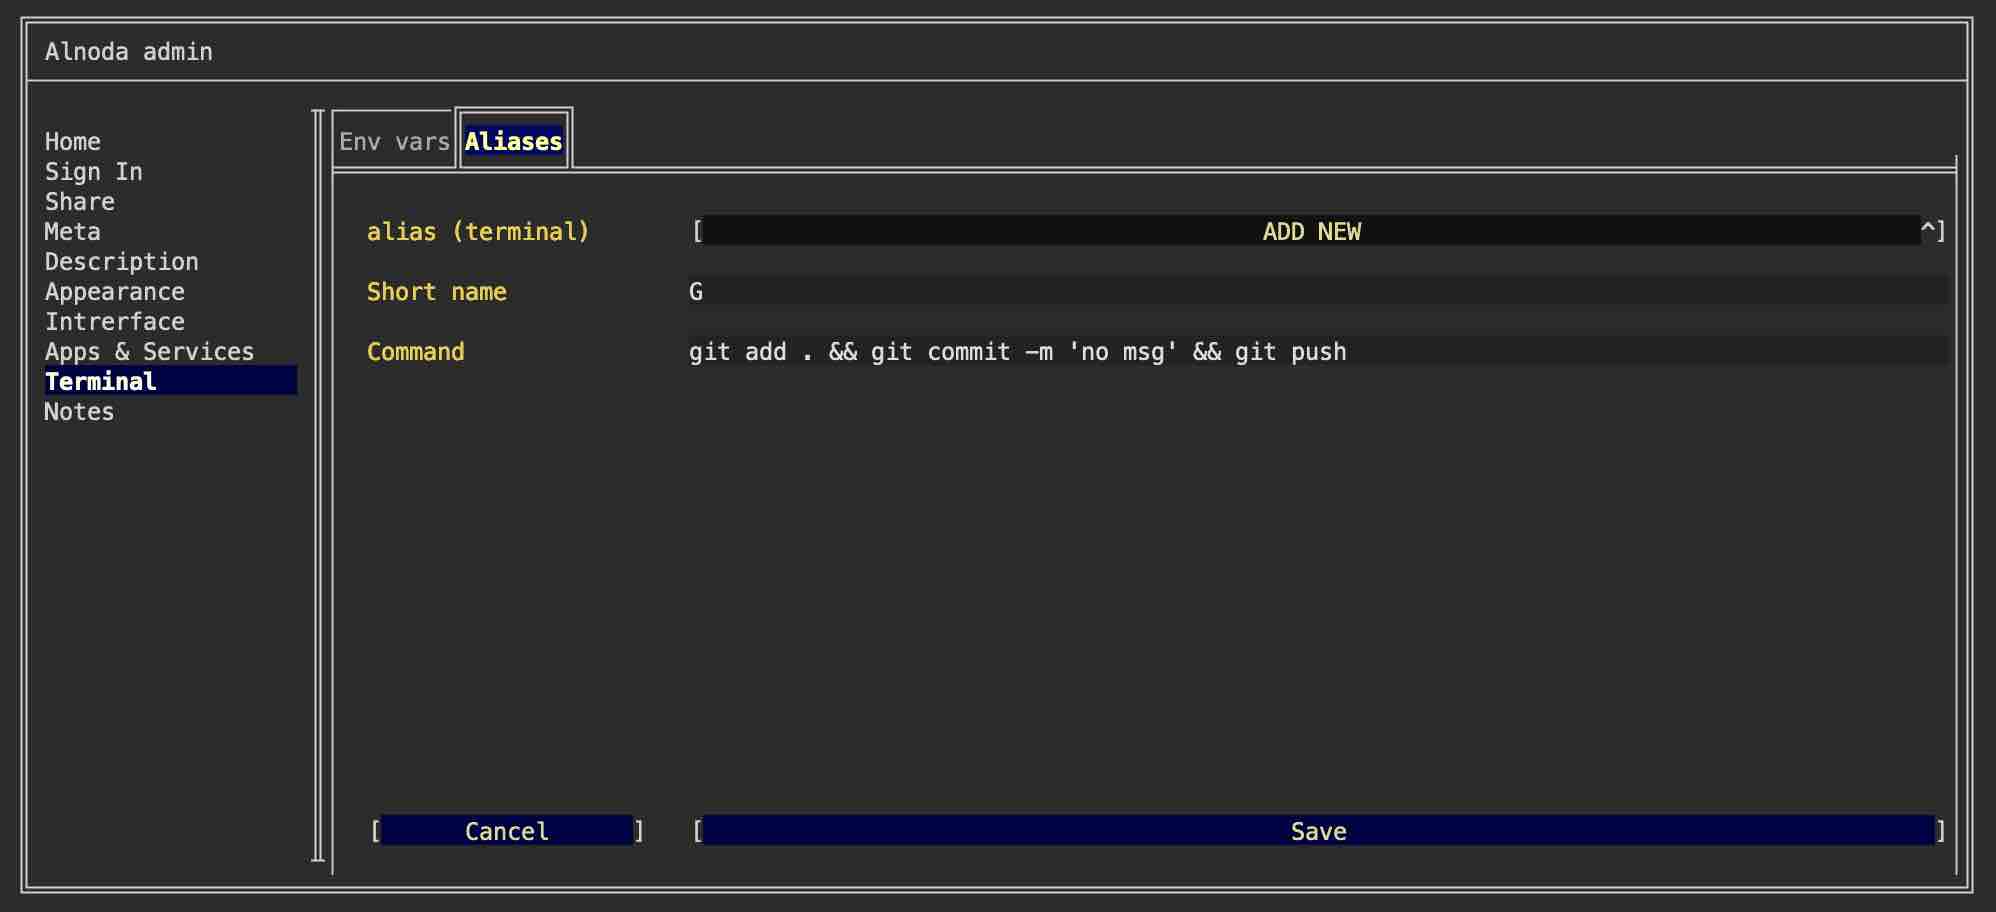 Alnoda admin
Home
Sign In
Share
Meta
Description
Appearance
Intrerface
Apps & Services
Terminal
Notes
Env vars Aliases
alias (terminal) [ ADD NEW ^]
Short name G
Command git add . && git commit -m 'no msg' && git push
[ Cancel ] [ Save ]